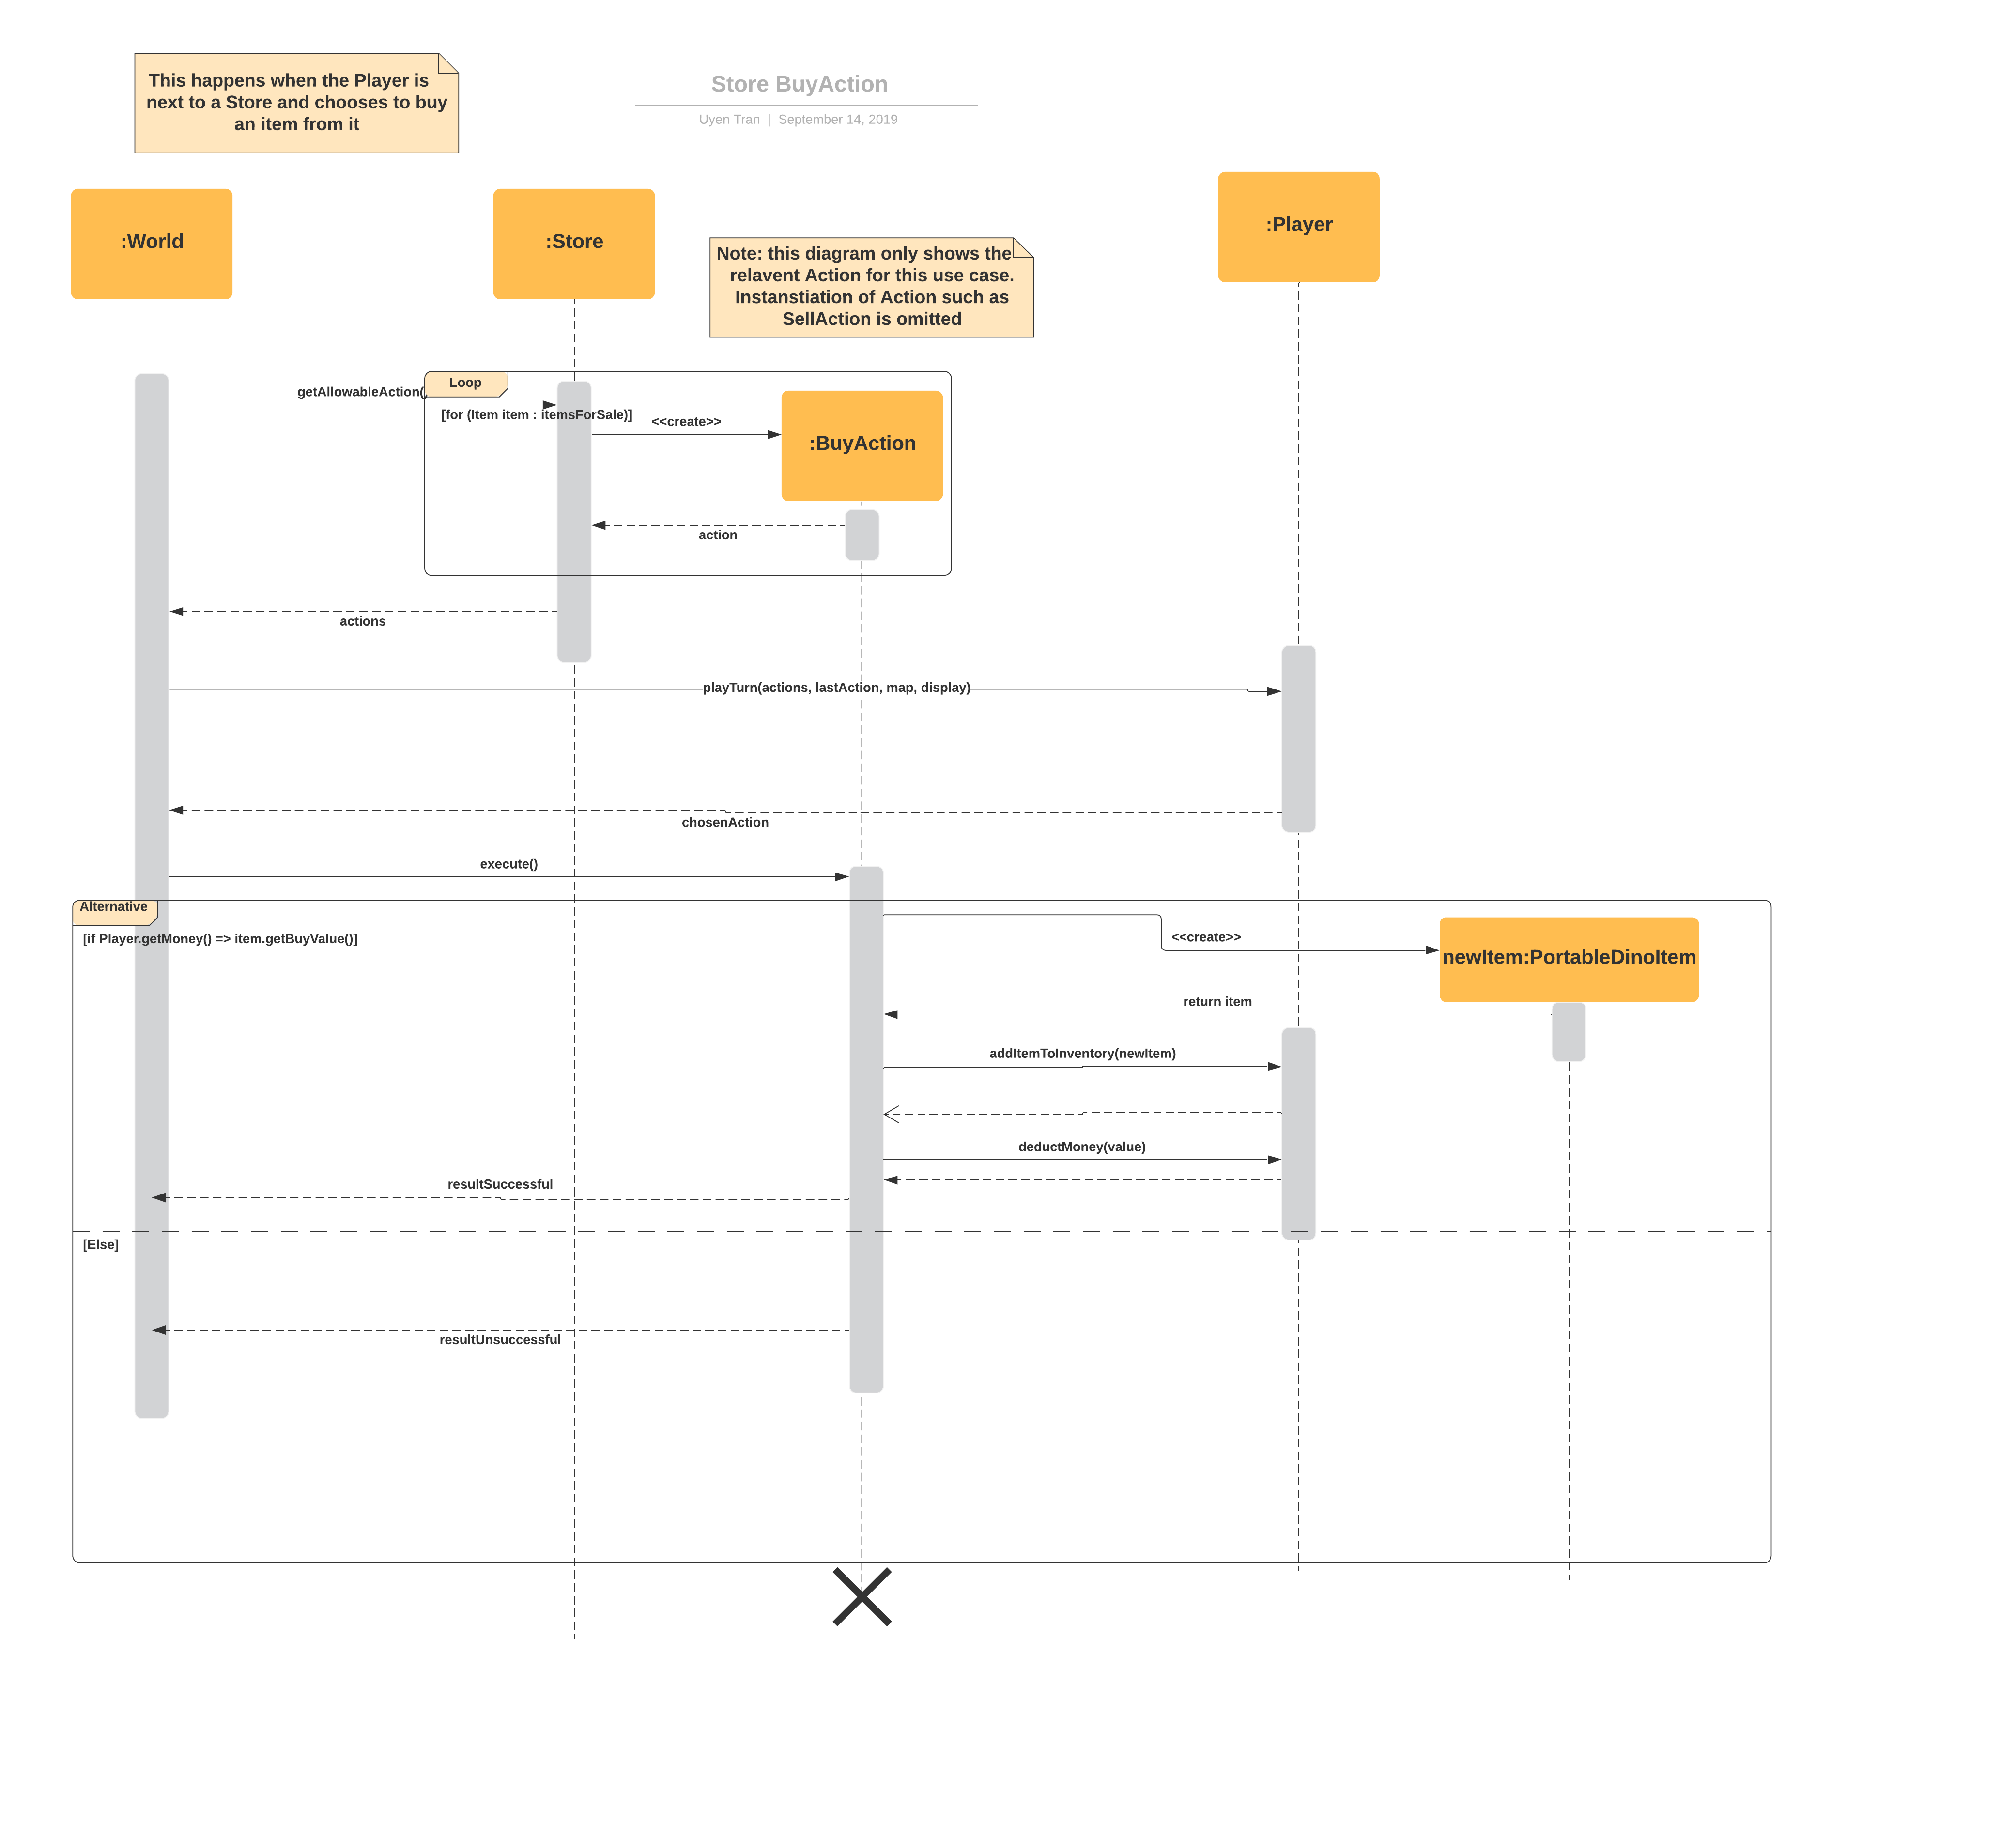 This happens when the Player is
next to a Store and chooses to buy
an item from it
Store BuyAction
Uyen Tran | September 14, 2019
:World
:Store
:Player
Note: this diagram only shows the
relavent Action for this use case.
Instanstiation of Action such as
SellAction is omitted
Loop
getAllowableAction(,
[for (Item item : itemsForSale)]
<<create>>
:BuyAction
action
actions
playTurn(actions, lastAction, map, display)
chosenAction
execute()
Alternative
[if Player.getMoney() => item.getBuyValue()]
<<create>>
newItem:PortableDinoItem
return item
addItemToInventory(newItem)
deductMoney(value)
resultSuccessful
[Else]
resultUnsuccessful